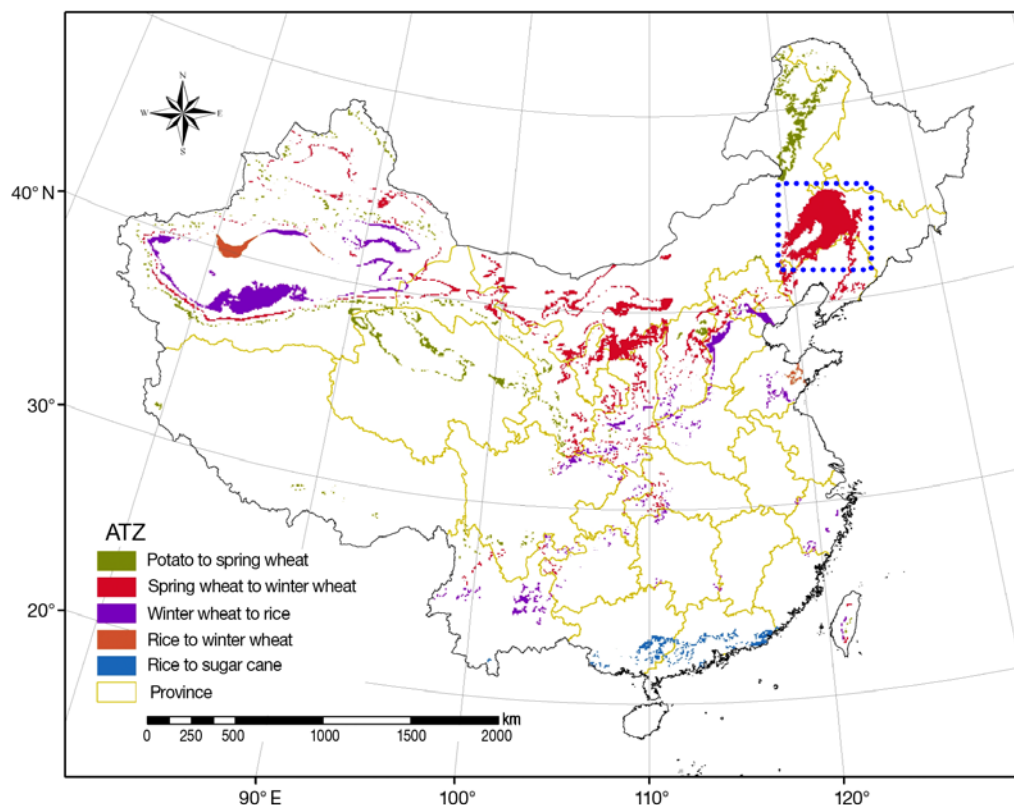 N
W E
S
40° N
30°
20°
ATZ
Potato to spring wheat
Spring wheat to winter wheat
Winter wheat to rice
Rice to winter wheat
Rice to sugar cane
Province
km
0 250 500 1000 1500 2000
90° E 100° 110° 120°